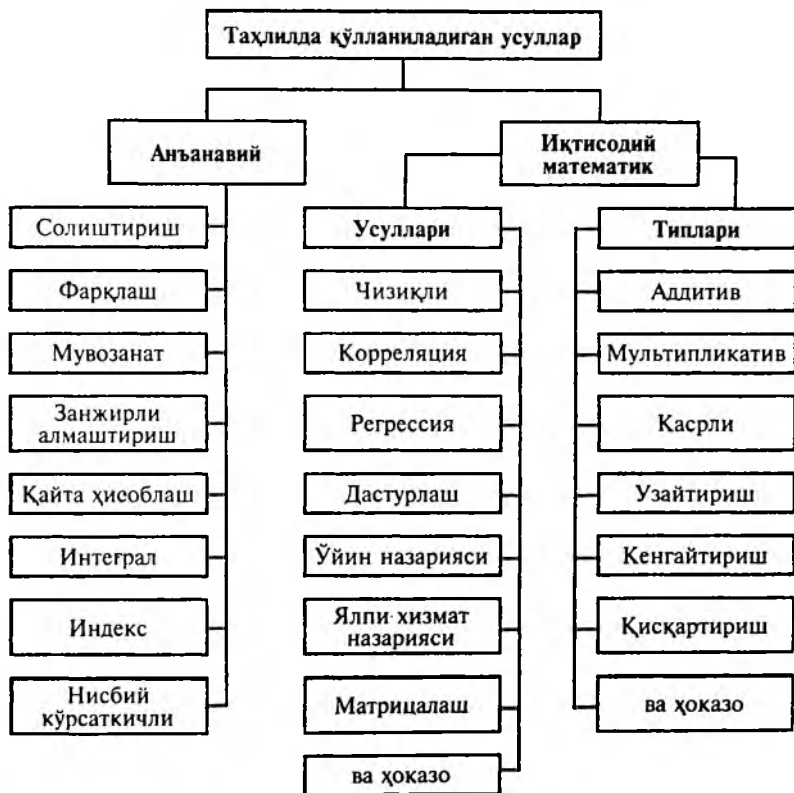 Таҳлилда қўлланиладиган усуллар
Анъанавий
Иқтисодий
математик
Солиштириш
Фарқлаш
Мувозанат
Занжирли
алмаштириш
Қайта ҳисоблаш
Интеграл
Индекс
Нисбий
кўрсаткичли
Усуллари
Чизиқли
Корреляция
Регрессия
Дастурлаш
Ўйин назарияси
Ялпи хизмат
назарияси
Матрицалаш
ва ҳоказо
Типлари
Аддитив
Мультипликатив
Касрли
Узайтириш
Кенгайтириш
Қисқартириш
ва ҳоказо